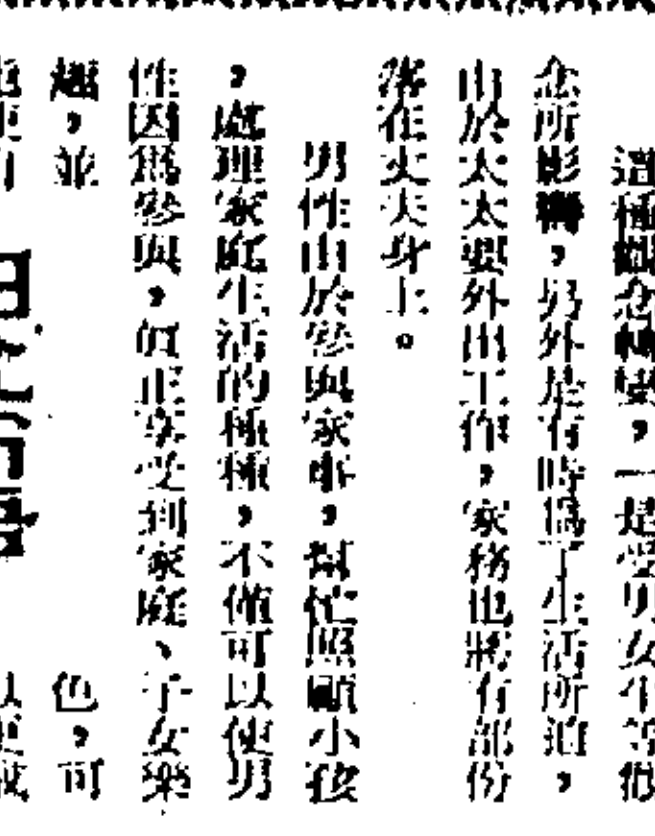 這種觀念轉變，一是受男女平等觀
念所影響，另外是有時爲了生活所迫，
由於太太要外出工作，家務也將有部份
落在丈夫身上。
男性由於參與家事，幫忙照顧小孩
，處理家庭生活的種種，不僅可以使男
性因爲參與，眞正享受到家庭、子女樂
趣，並
色，可